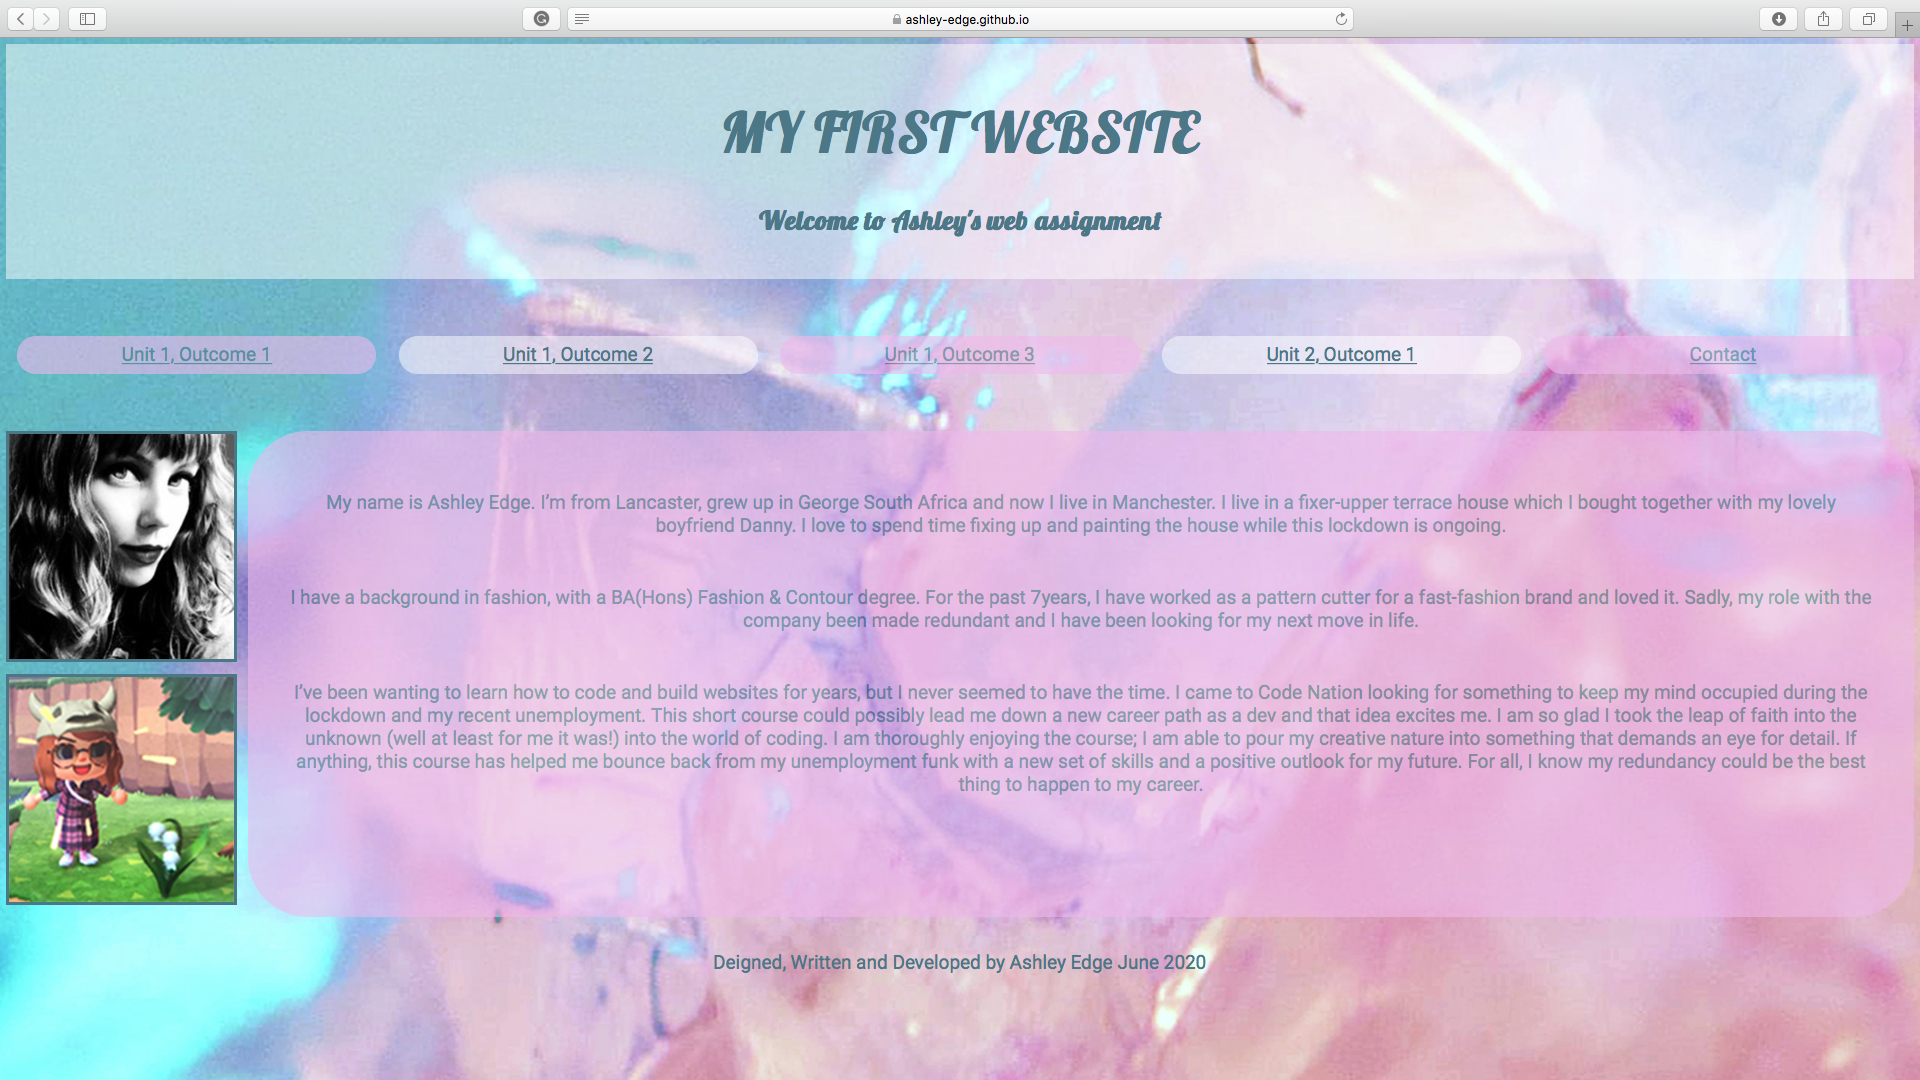 ashley-edge.github.io
MY FIRST WEBSITE
Welcome to Ashley's web assignment
Unit 1, Outcome 1
Unit 1, Outcome 2
Unit 1, Outcome 3
Unit 2, Outcome 1
Contact
My name is Ashley Edge. I’m from Lancaster, grew up in George South Africa and now I live in Manchester. I live in a fixer-upper terrace house which I bought together with my lovely
boyfriend Danny. I love to spend time fixing up and painting the house while this lockdown is ongoing.
I have a background in fashion, with a BA(Hons) Fashion & Contour degree. For the past 7years, I have worked as a pattern cutter for a fast-fashion brand and loved it. Sadly, my role with the
company been made redundant and I have been looking for my next move in life.
I’ve been wanting to learn how to code and build websites for years, but I never seemed to have the time. I came to Code Nation looking for something to keep my mind occupied during the
lockdown and my recent unemployment. This short course could possibly lead me down a new career path as a dev and that idea excites me. I am so glad I took the leap of faith into the
unknown (well at least for me it was!) into the world of coding. I am thoroughly enjoying the course; I am able to pour my creative nature into something that demands an eye for detail. If
anything, this course has helped me bounce back from my unemployment funk with a new set of skills and a positive outlook for my future. For all, I know my redundancy could be the best
thing to happen to my career.
Deigned, Written and Developed by Ashley Edge June 2020